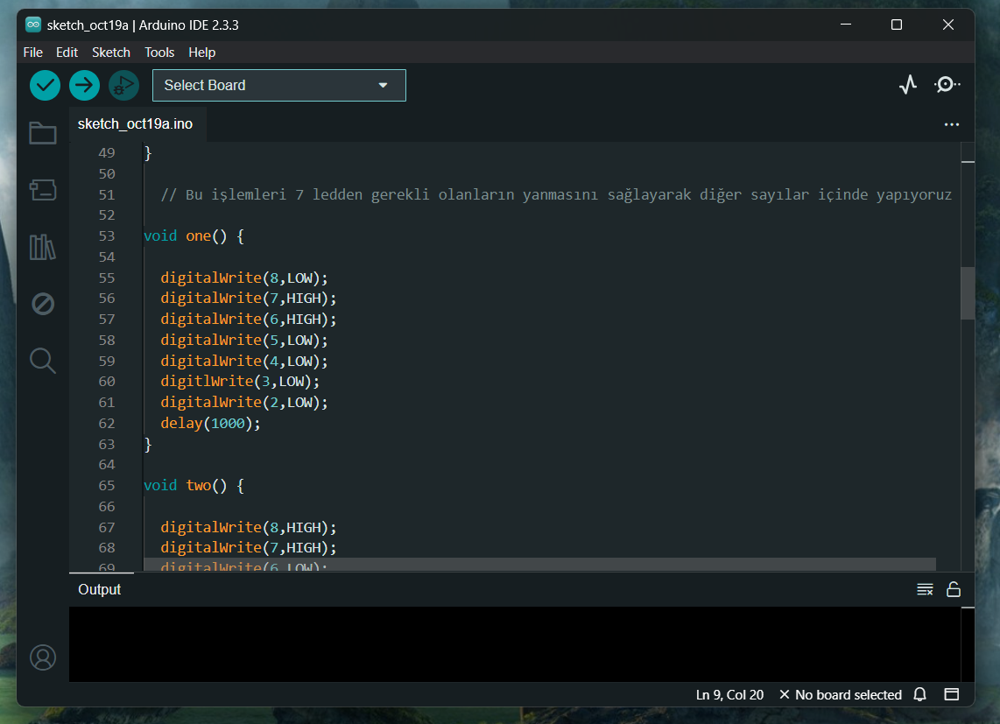 sketch_oct19a | Arduino IDE 2.3.3
File Edit Sketch Tools Help
Select Board
sketch_oct19a.ino
49 }
50
51 // Bu işlemleri 7 ledden gerekli olanların yanmasını sağlayarak diğer sayılar içinde yapıyoruz
52
53 void one() {
54
55 digitalWrite(8,LOW);
56 digitalWrite(7,HIGH);
57 digitalWrite(6,HIGH);
58 digitalWrite(5,LOW);
59 digitalWrite(4,LOW);
60 digitlWrite(3,LOW);
61 digitalWrite(2,LOW);
62 delay(1000);
63 }
64
65 void two() {
66
67 digitalWrite(8,HIGH);
68 digitalWrite(7,HIGH);
69 digitalWrite(6,LOW);
Output
Ln 9, Col 20 × No board selected